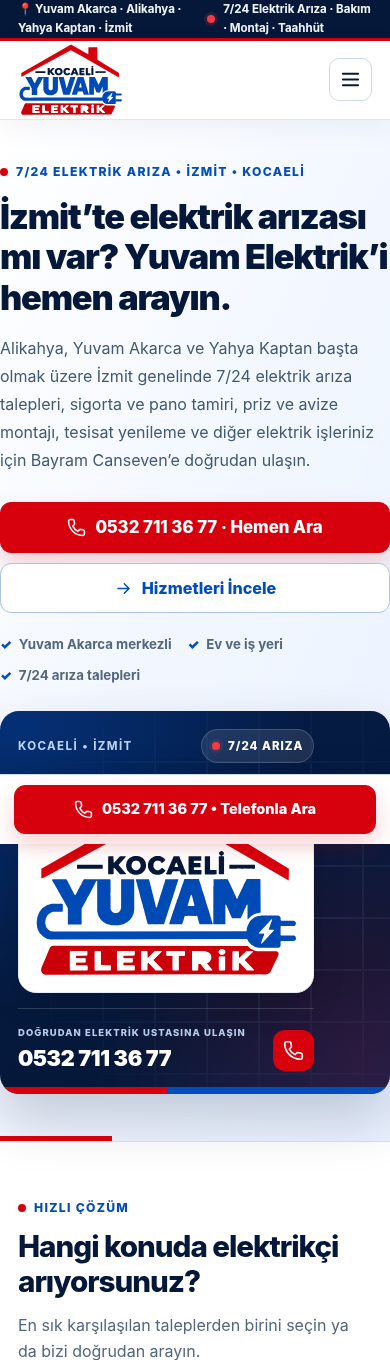 📍 Yuvam Akarca · Alikahya ·
Yahya Kaptan · İzmit
7/24 Elektrik Arıza · Bakım
· Montaj · Taahhüt
KOCAELİ
YUVAM
ELEKTRİK
7/24 ELEKTRİK ARIZA • İZMİT • KOCAELİ
İzmit’te elektrik arızası
mı var? Yuvam Elektrik’i
hemen arayın.
Alikahya, Yuvam Akarca ve Yahya Kaptan başta
olmak üzere İzmit genelinde 7/24 elektrik arıza
talepleri, sigorta ve pano tamiri, priz ve avize
montajı, tesisat yenileme ve diğer elektrik işleriniz
için Bayram Canseven’e doğrudan ulaşın.
0532 711 36 77 · Hemen Ara
→ Hizmetleri İncele
✓ Yuvam Akarca merkezli ✓ Ev ve iş yeri
✓ 7/24 arıza talepleri
KOCAELİ • İZMİT
7/24 ARIZA
0532 711 36 77 • Telefonla Ara
KOCAELİ
YUVAM
ELEKTRİK
DOĞRUDAN ELEKTRİK USTASINA ULAŞIN
0532 711 36 77
HIZLI ÇÖZÜM
Hangi konuda elektrikçi
arıyorsunuz?
En sık karşılaşılan taleplerden birini seçin ya
da bizi doğrudan arayın.